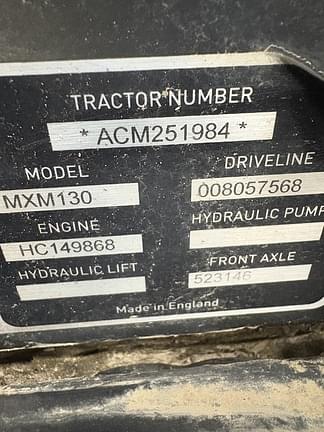 TRACTOR NUMBER
* ACM251984 *
MODEL
DRIVELINE
MXM130
008057568
ENGINE
HYDRAULIC PUMP
HC149868
HYDRAULIC LIFT
FRONT AXLE
523146
Made in England